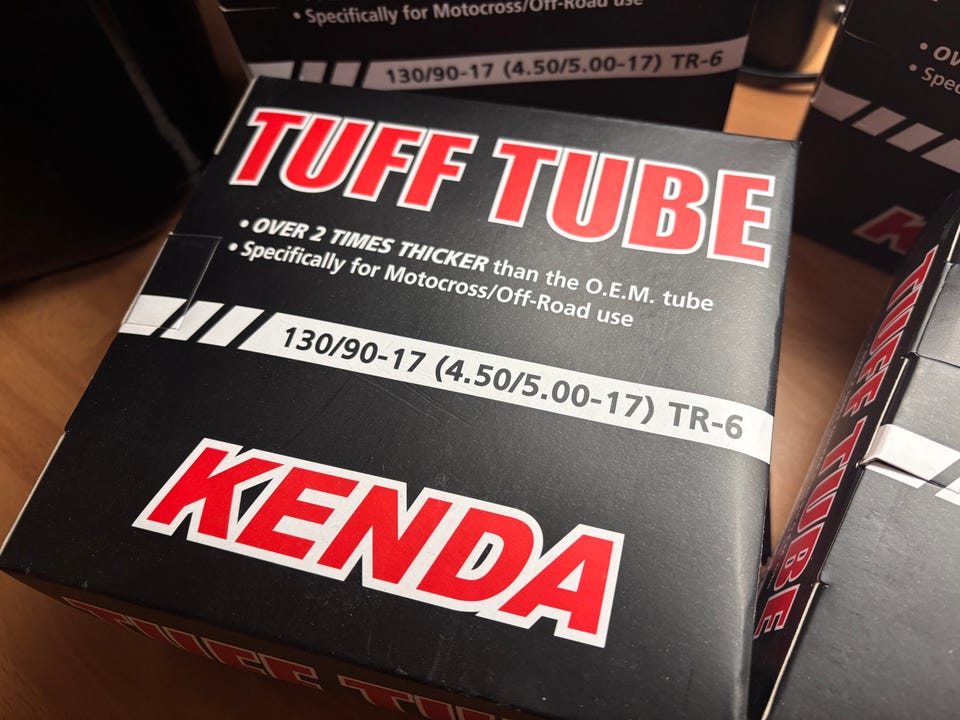 • Specifically for Motocross/Off-Road use
130/90-17 (4.50/5.00-17) TR-6
TUFF TUBE
• OVER 2 TIMES THICKER than the O.E.M. tube
• Specifically for Motocross/Off-Road use
130/90-17 (4.50/5.00-17) TR-6
KENDA
TUFF TUBE